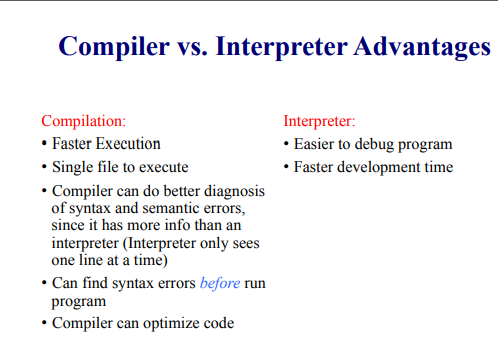 Compiler vs. Interpreter Advantages
Compilation:
• Faster Execution
• Single file to execute
• Compiler can do better diagnosis
of syntax and semantic errors,
since it has more info than an
interpreter (Interpreter only sees
one line at a time)
• Can find syntax errors before run
program
• Compiler can optimize code
Interpreter:
• Easier to debug program
• Faster development time